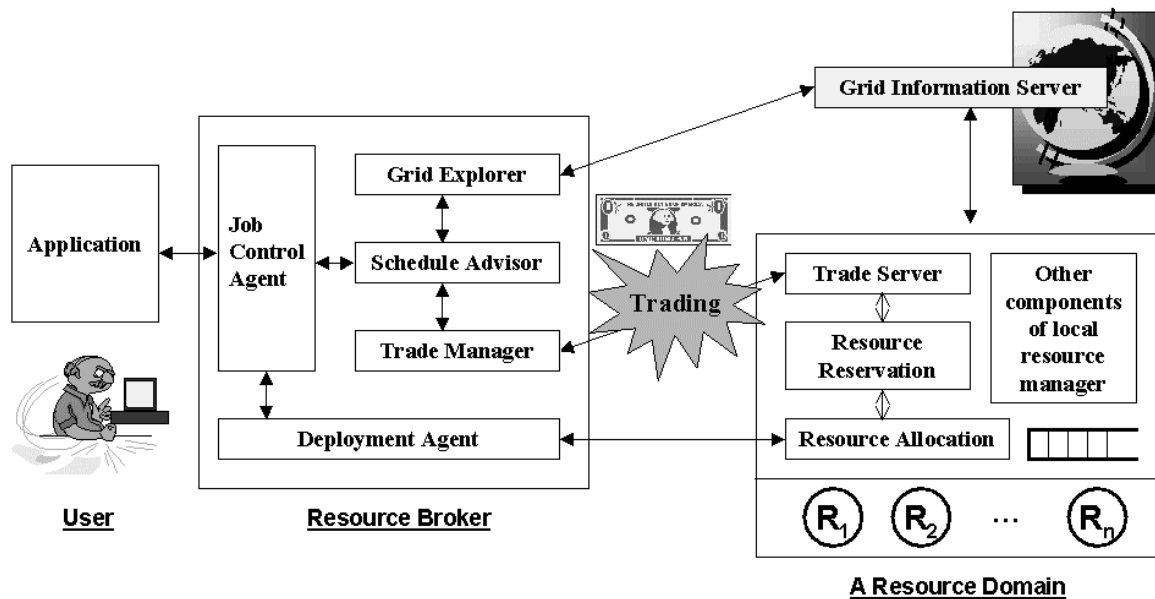 Grid Information Server
Application
Job
Control
Agent
Grid Explorer
Schedule Advisor
Trade Manager
Deployment Agent
Trading
Trade Server
Resource
Reservation
Resource Allocation
Other
components
of local
resource
manager
R1
R2
...
Rn
User
Resource Broker
A Resource Domain